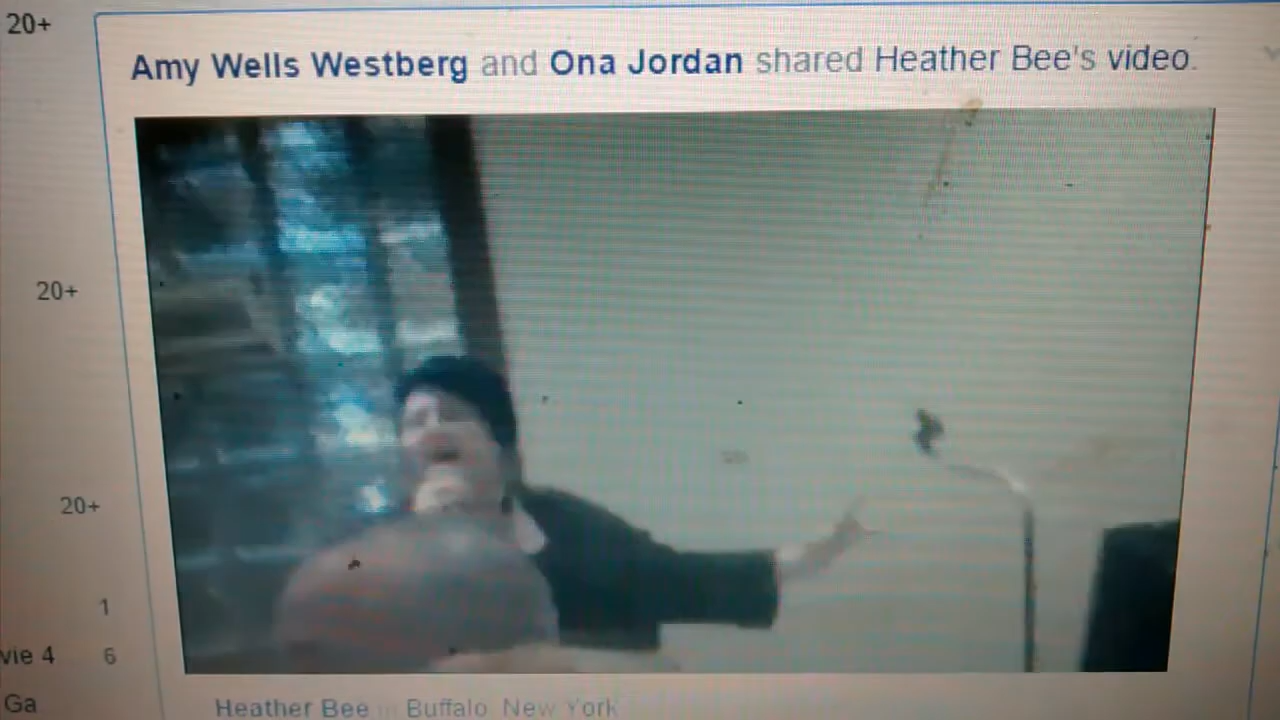 20+
Amy Wells Westberg and Ona Jordan shared Heather Bee's video.
20+
20+
1
vie 4 6
Ga
Heather Bee in Buffalo, New York